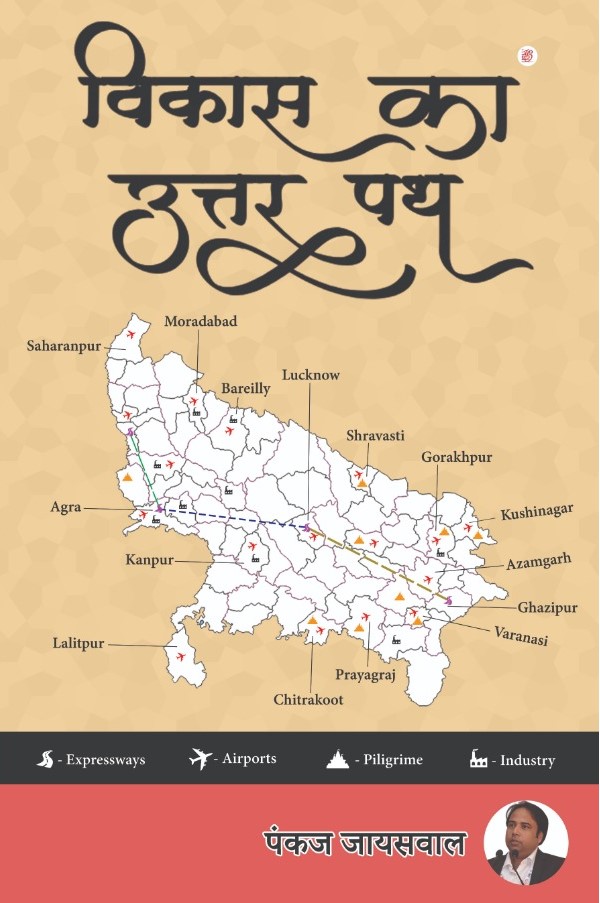 विकास का
उत्तर पथ
Moradabad
Saharanpur
Lucknow
Bareilly
Shravasti
Gorakhpur
Agra
Kushinagar
Kanpur
Azamgarh
Ghazipur
Varanasi
Lalitpur
Prayagraj
Chitrakoot
- Expressways
- Airports
- Piligrime
- Industry
पंकज जायसवाल